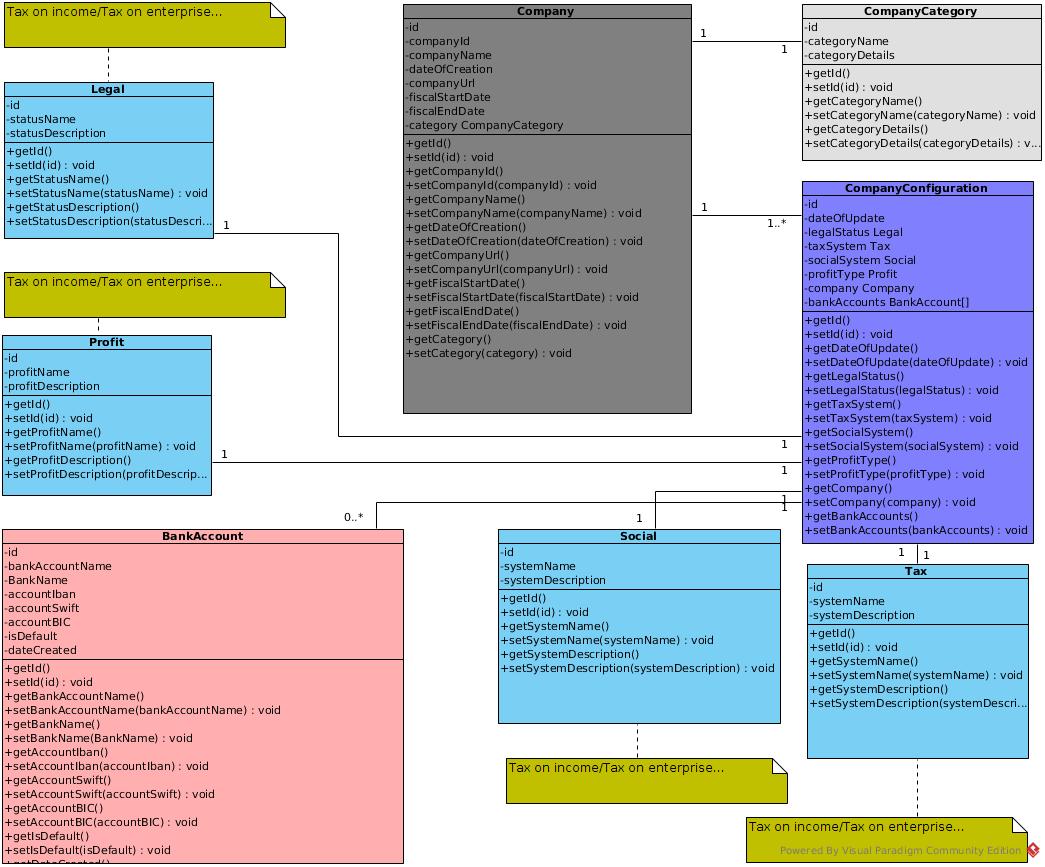 Tax on income/Tax on enterprise...
Legal
-id
-statusName
-statusDescription
+getId()
+setId(id) : void
+getStatusName()
+setStatusName(statusName) : void
+getStatusDescription()
+setStatusDescription(statusDescri...
1
Tax on income/Tax on enterprise...
Profit
-id
-profitName
-profitDescription
+getId()
+setId(id) : void
+getProfitName()
+setProfitName(profitName) : void
+getProfitDescription()
+setProfitDescription(profitDescrip...
1
Company
-id
-companyId
-companyName
-dateOfCreation
-companyUrl
-fiscalStartDate
-fiscalEndDate
-category CompanyCategory
+getId()
+setId(id) : void
+getCompanyId()
+setCompanyId(companyId) : void
+getCompanyName()
+setCompanyName(companyName) : void
+getDateOfCreation()
+setDateOfCreation(dateOfCreation) : void
+getCompanyUrl()
+setCompanyUrl(companyUrl) : void
+getFiscalStartDate()
+setFiscalStartDate(fiscalStartDate) : void
+getFiscalEndDate()
+setFiscalEndDate(fiscalEndDate) : void
+getCategory()
+setCategory(category) : void
1
1
1
1..*
CompanyCategory
-id
-categoryName
-categoryDetails
+getId()
+setId(id) : void
+getCategoryName()
+setCategoryName(categoryName) : void
+getCategoryDetails()
+setCategoryDetails(categoryDetails) : v...
CompanyConfiguration
-id
-dateOfUpdate
-legalStatus Legal
-taxSystem Tax
-socialSystem Social
-profitType Profit
-company Company
-bankAccounts BankAccount[]
+getId()
+setId(id) : void
+getDateOfUpdate()
+setDateOfUpdate(dateOfUpdate) : void
+getLegalStatus()
+setLegalStatus(legalStatus) : void
+getTaxSystem()
+setTaxSystem(taxSystem) : void
+getSocialSystem()
+setSocialSystem(socialSystem) : void
+getProfitType()
+setProfitType(profitType) : void
+getCompany()
+setCompany(company) : void
+getBankAccounts()
+setBankAccounts(bankAccounts) : void
1
1
1
1
0..*
1
1
1
BankAccount
-id
-bankAccountName
-BankName
-accountIban
-accountSwift
-accountBIC
-isDefault
-dateCreated
+getId()
+setId(id) : void
+getBankAccountName()
+setBankAccountName(bankAccountName) : void
+getBankName()
+setBankName(BankName) : void
+getAccountIban()
+setAccountIban(accountIban) : void
+getAccountSwift()
+setAccountSwift(accountSwift) : void
+getAccountBIC()
+setAccountBIC(accountBIC) : void
+getIsDefault()
+setIsDefault(isDefault) : void
+getDateCreated()
Social
-id
-systemName
-systemDescription
+getId()
+setId(id) : void
+getSystemName()
+setSystemName(systemName) : void
+getSystemDescription()
+setSystemDescription(systemDescription) : void
Tax on income/Tax on enterprise...
Tax
-id
-systemName
-systemDescription
+getId()
+setId(id) : void
+getSystemName()
+setSystemName(systemName) : void
+getSystemDescription()
+setSystemDescription(systemDescri...
Tax on income/Tax on enterprise...
Powered By Visual Paradigm Community Edition